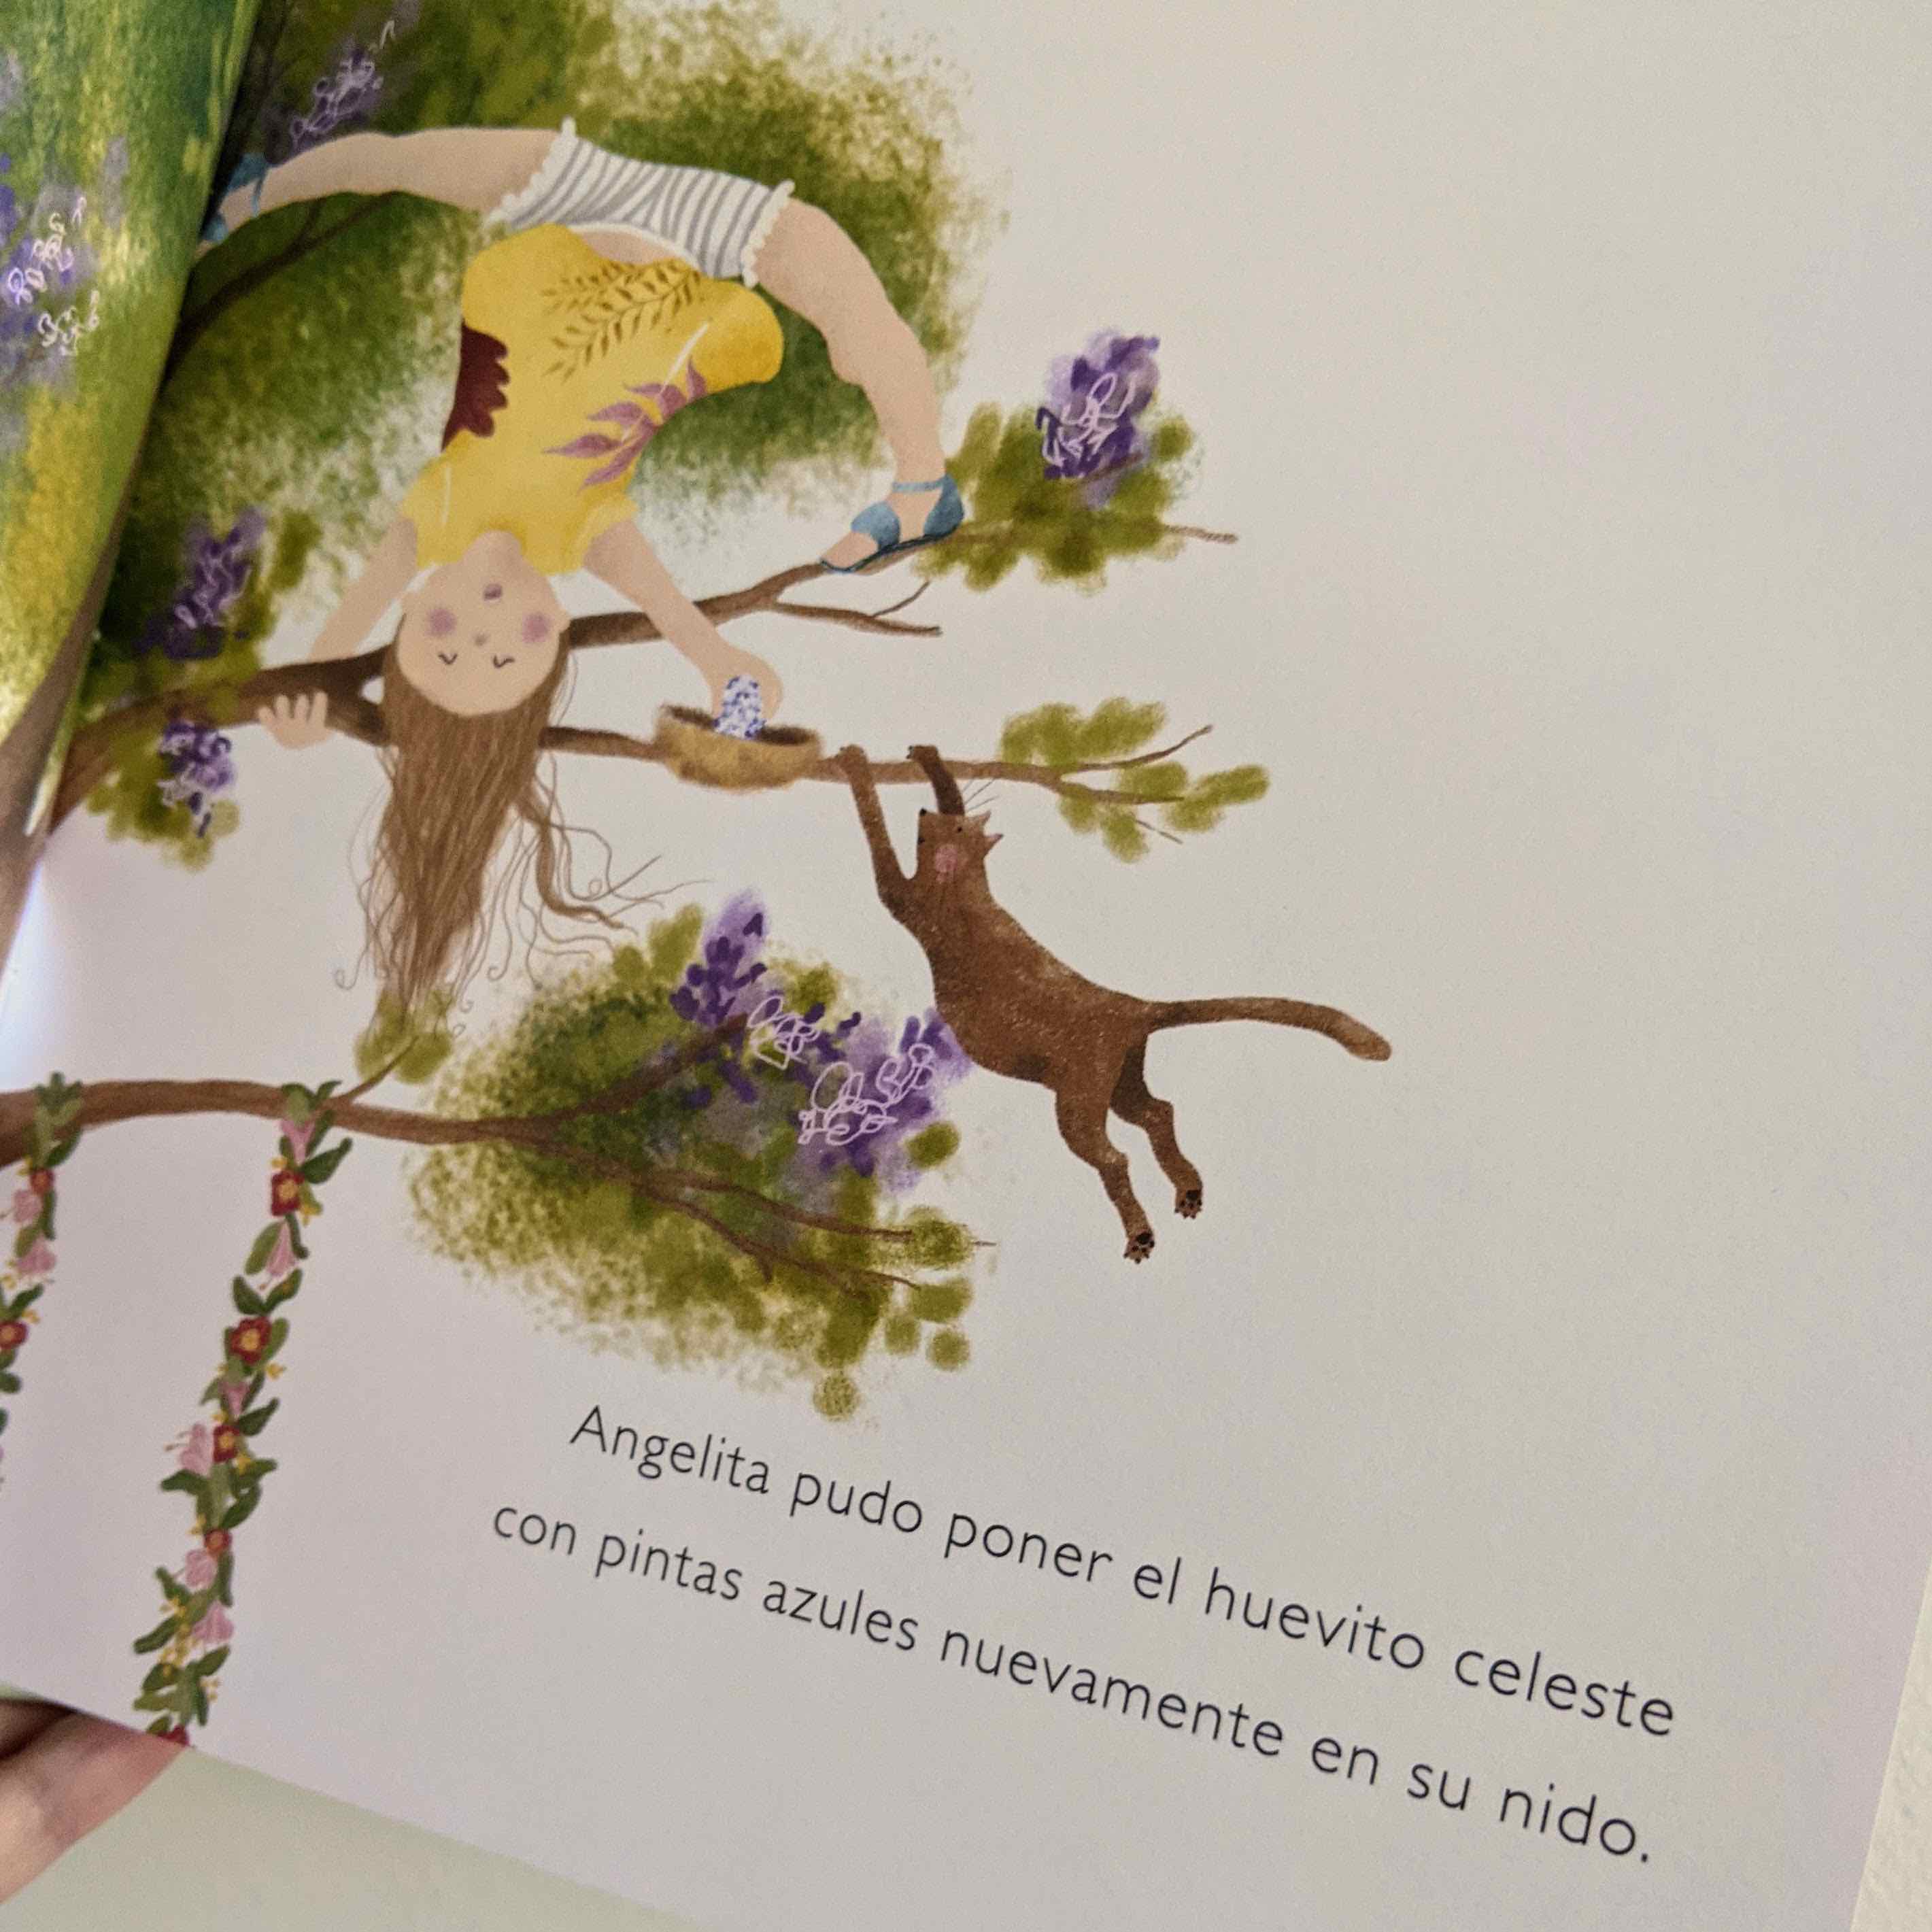 Angelita pudo poner el huevito celeste
con pintas azules nuevamente en su nido.